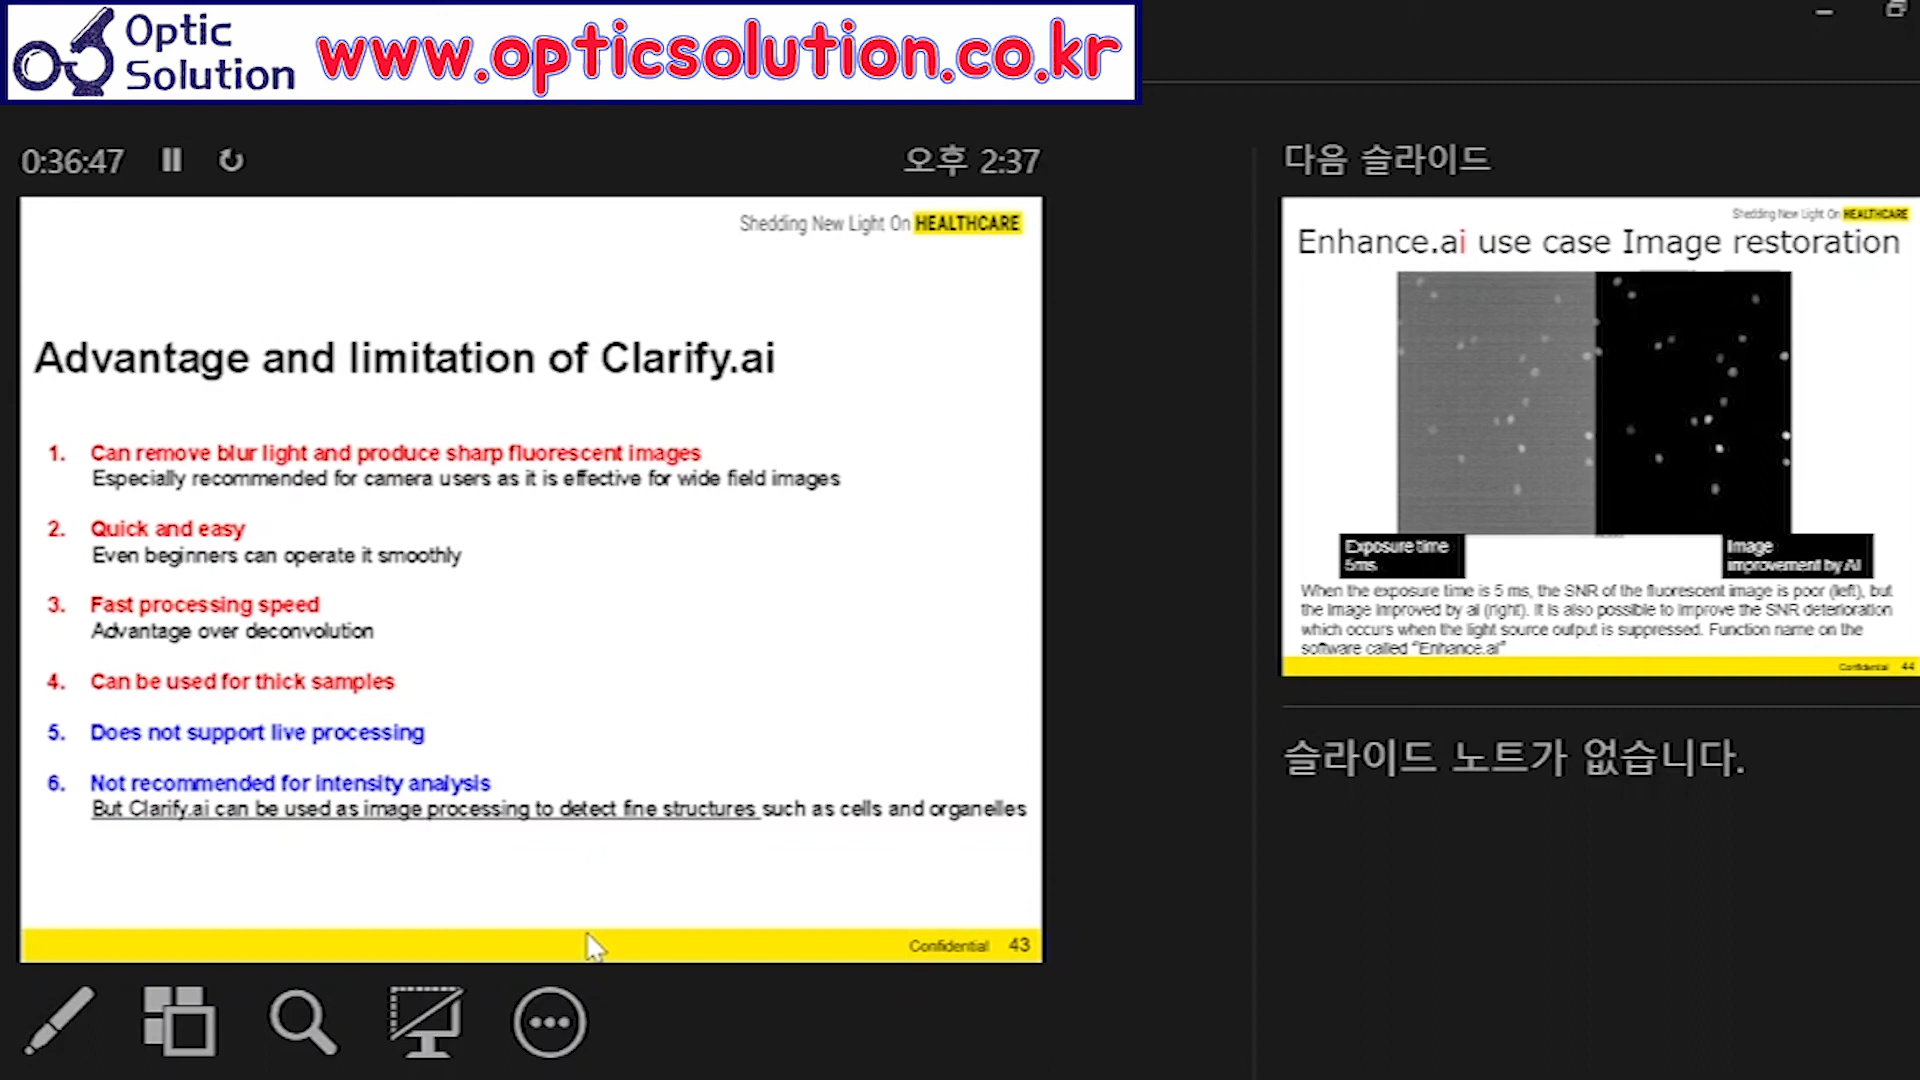 Optic
Solution
www.opticsolution.co.kr
0:36:47
오후 2:37
다음 슬라이드
Shedding New Light On HEALTHCARE
Advantage and limitation of Clarify.ai
1. Can remove blur light and produce sharp fluorescent images
Especially recommended for camera users as it is effective for wide field images
2. Quick and easy
Even beginners can operate it smoothly
3. Fast processing speed
Advantage over deconvolution
4. Can be used for thick samples
5. Does not support live processing
6. Not recommended for intensity analysis
But Clarify.ai can be used as image processing to detect fine structures such as cells and organelles
Confidential 43
Shedding New Light On HEALTHCARE
Enhance.ai use case Image restoration
Exposure time
5ms
Image
improvement by AI
When the exposure time is 5 ms, the SNR of the fluorescent image is poor (left), but
the image improved by ai (right). It is also possible to improve the SNR deterioration
which occurs when the light source output is suppressed. Function name on the
software called "Enhance.ai"
Confidential 44
슬라이드 노트가 없습니다.